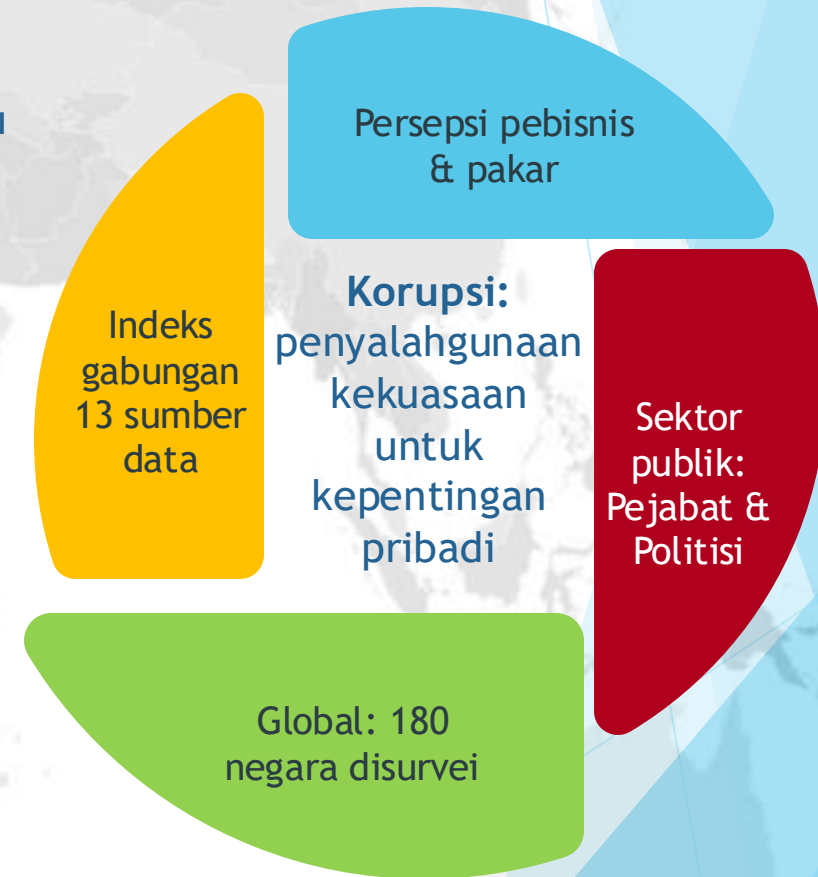 Persepsi pebisnis
& pakar
Indeks
gabungan
13 sumber
data
Korupsi:
penyalahgunaan
kekuasaan
untuk
kepentingan
pribadi
Sektor
publik:
Pejabat &
Politisi
Global: 180
negara disurvei